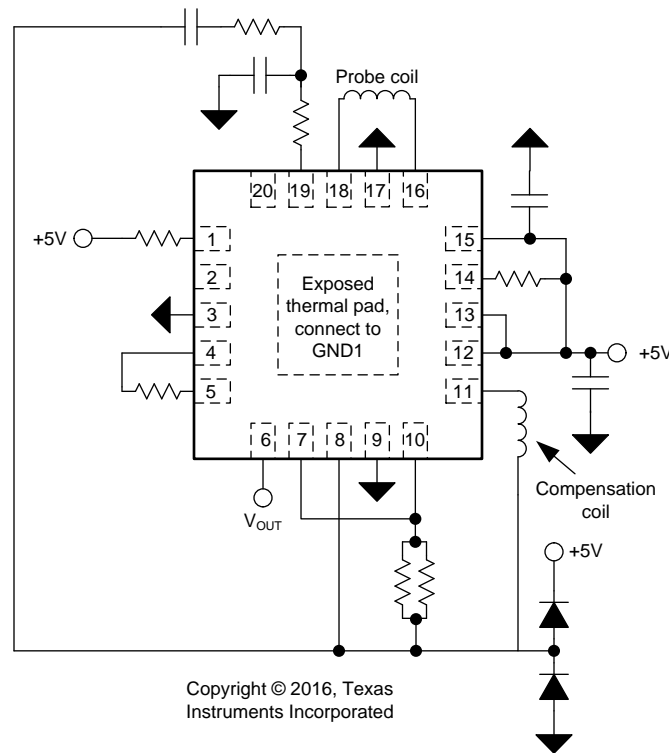 Probe coil
20 19 18 17 16
+5V
1
15
2
14
Exposed
thermal pad,
connect to
GND1
3
13
4
12
+5V
5
11
6 7 8 9 10
Compensation
coil
VOUT
+5V
Copyright © 2016, Texas
Instruments Incorporated